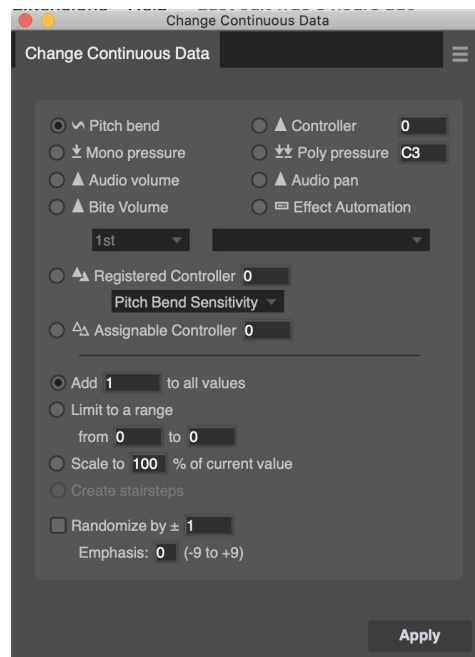 Change Continuous Data
Change Continuous Data
Pitch bend
Controller 0
Mono pressure
Poly pressure C3
Audio volume
Audio pan
Bite Volume
Effect Automation
1st
Registered Controller 0
Pitch Bend Sensitivity
Assignable Controller 0
Add 1 to all values
Limit to a range
from 0 to 0
Scale to 100 % of current value
Create stairsteps
Randomize by ± 1
Emphasis: 0 (-9 to +9)
Apply